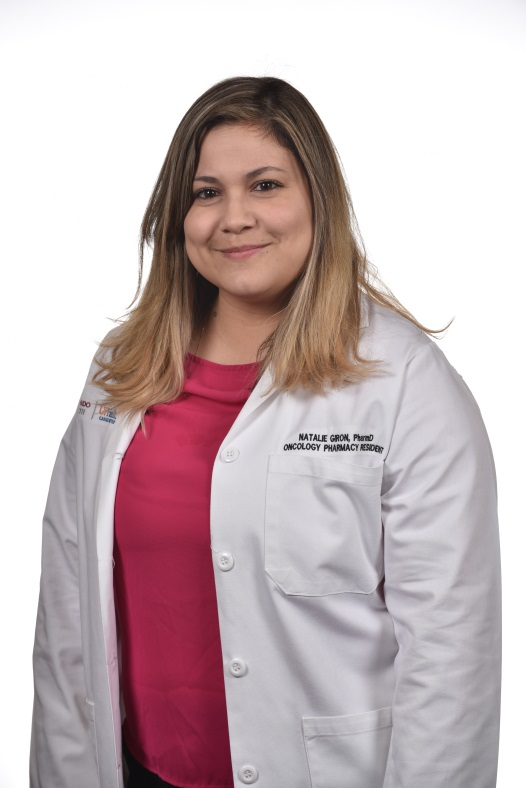 NATALIE GIRON, PharmD
ONCOLOGY PHARMACY RESIDENT